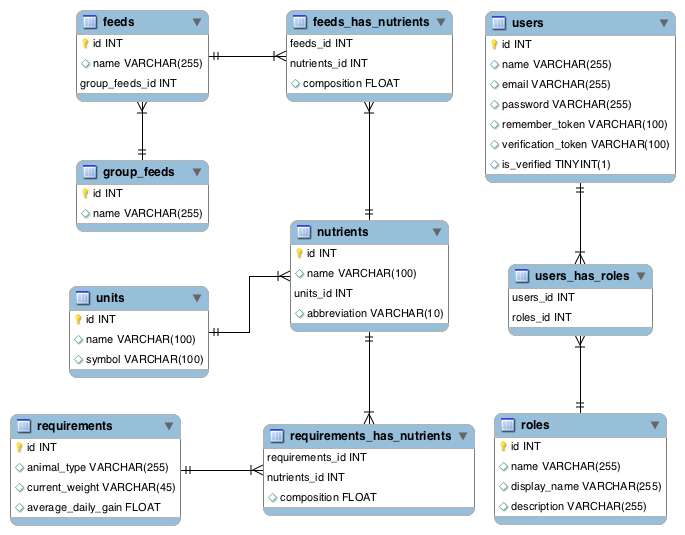 feeds
id INT
name VARCHAR(255)
group_feeds_id INT
feeds_has_nutrients
feeds_id INT
nutrients_id INT
composition FLOAT
users
id INT
name VARCHAR(255)
email VARCHAR(255)
password VARCHAR(255)
remember_token VARCHAR(100)
verification_token VARCHAR(100)
is_verified TINYINT(1)
group_feeds
id INT
name VARCHAR(255)
nutrients
id INT
name VARCHAR(100)
units_id INT
abbreviation VARCHAR(10)
users_has_roles
users_id INT
roles_id INT
units
id INT
name VARCHAR(100)
symbol VARCHAR(100)
requirements
id INT
animal_type VARCHAR(255)
current_weight VARCHAR(45)
average_daily_gain FLOAT
requirements_has_nutrients
requirements_id INT
nutrients_id INT
composition FLOAT
roles
id INT
name VARCHAR(255)
display_name VARCHAR(255)
description VARCHAR(255)